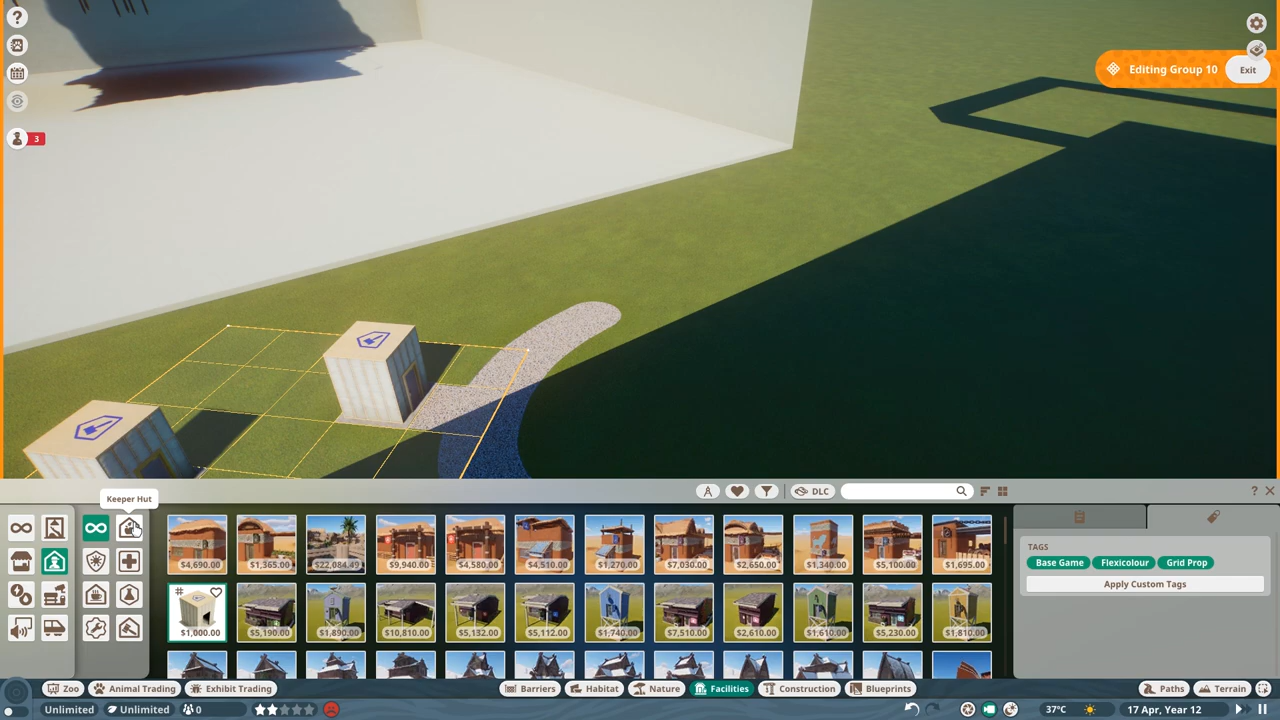 ?
Editing Group 10 Exit
3
Keeper Hut
DLC
? ×
$4,690.00 $1,365.00 $22,084.49 $9,940.00 $4,580.00 $4,510.00 $1,270.00 $7,030.00 $2,650.00 $1,340.00 $5,100.00 $1,695.00
TAGS
Base Game Flexicolour Grid Prop
Apply Custom Tags
$1,000.00 $5,190.00 $1,890.00 $10,810.00 $5,132.00 $5,112.00 $1,740.00 $7,510.00 $2,610.00 $1,610.00 $5,230.00 $1,810.00
Zoo Animal Trading Exhibit Trading Barriers Habitat Nature Facilities Construction Blueprints Paths Terrain
Unlimited Unlimited 0 37°C 17 Apr, Year 12